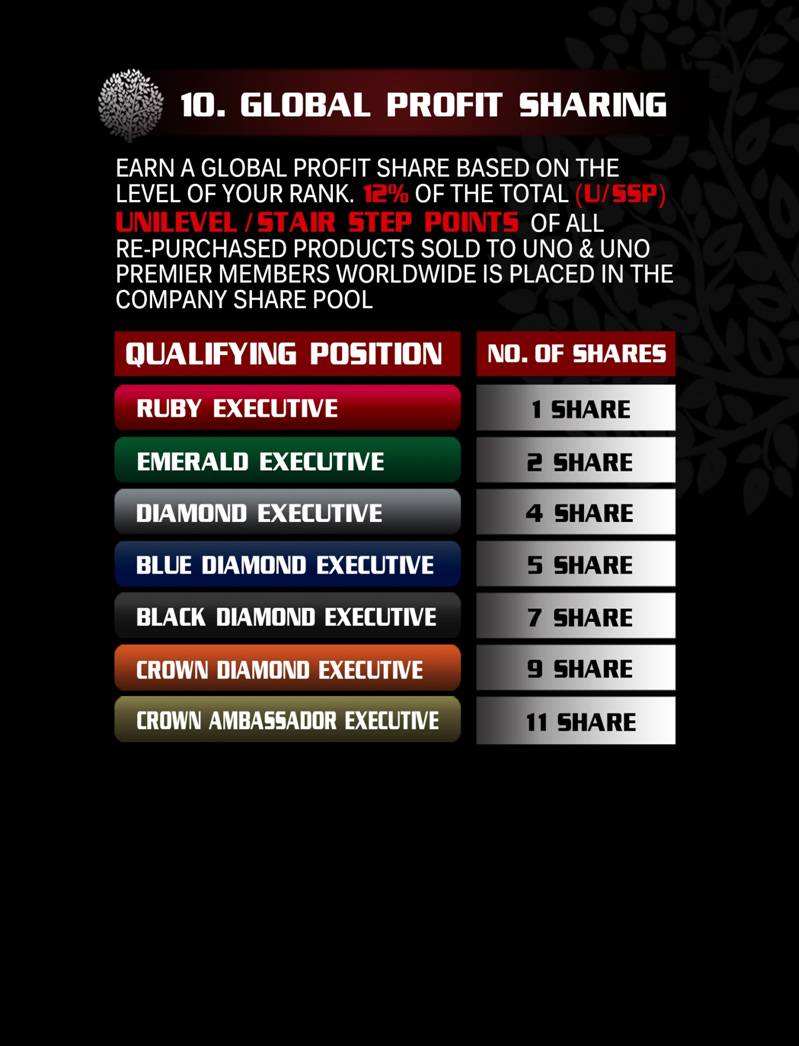 10. GLOBAL PROFIT SHARING
EARN A GLOBAL PROFIT SHARE BASED ON THE
LEVEL OF YOUR RANK. 12% OF THE TOTAL (U/SSP)
UNILEVEL / STAIR STEP POINTS OF ALL
RE-PURCHASED PRODUCTS SOLD TO UNO & UNO
PREMIER MEMBERS WORLDWIDE IS PLACED IN THE
COMPANY SHARE POOL
QUALIFYING POSITION NO. OF SHARES
RUBY EXECUTIVE 1 SHARE
EMERALD EXECUTIVE 2 SHARE
DIAMOND EXECUTIVE 4 SHARE
BLUE DIAMOND EXECUTIVE 5 SHARE
BLACK DIAMOND EXECUTIVE 7 SHARE
CROWN DIAMOND EXECUTIVE 9 SHARE
CROWN AMBASSADOR EXECUTIVE 11 SHARE